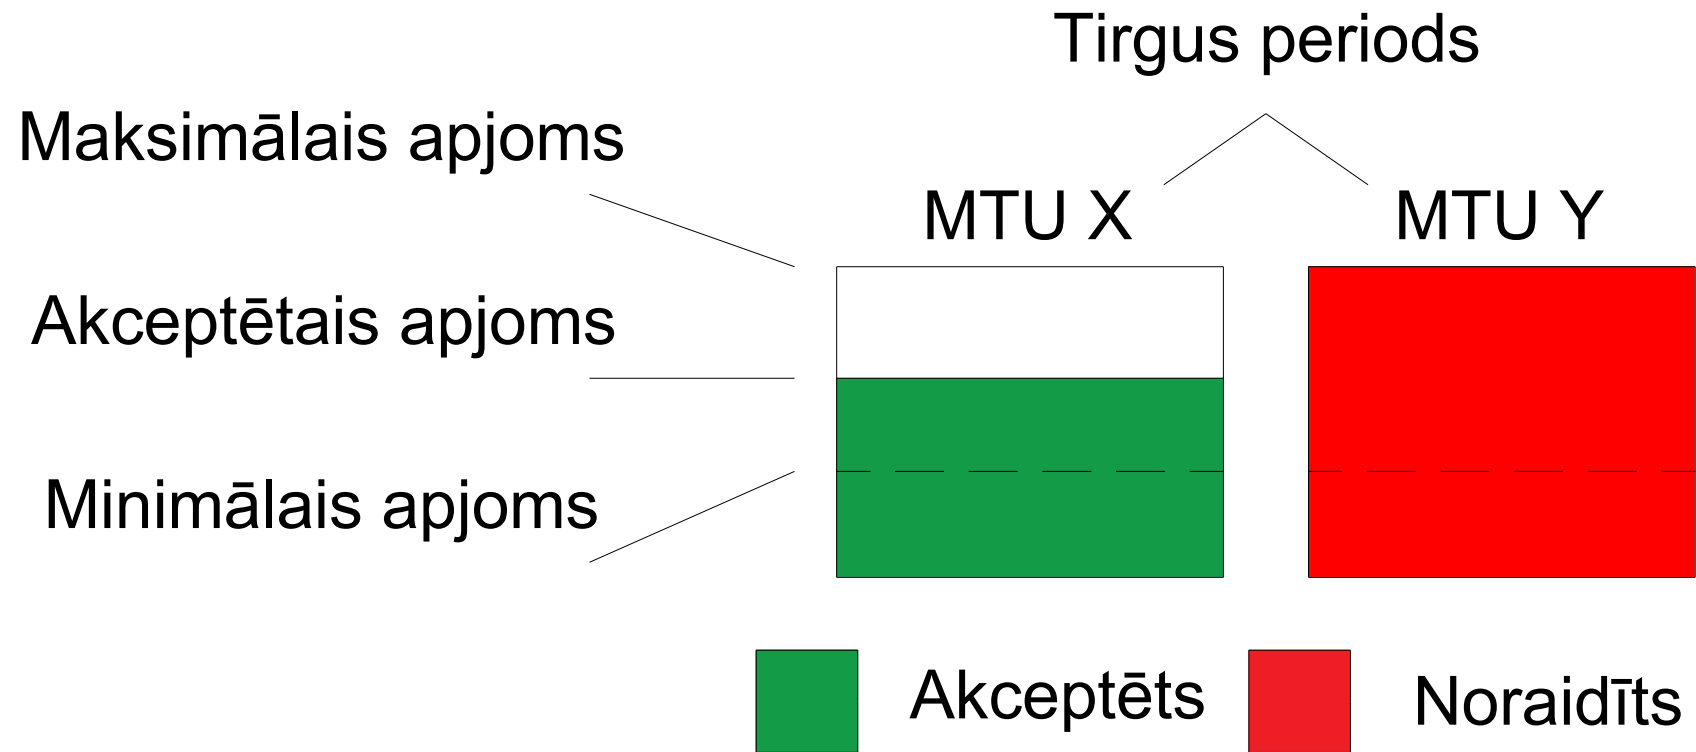 Tirgus periods
Maksimālais apjoms
MTU X
MTU Y
Akceptētais apjoms
Minimālais apjoms
Akceptēts
Noraidīts